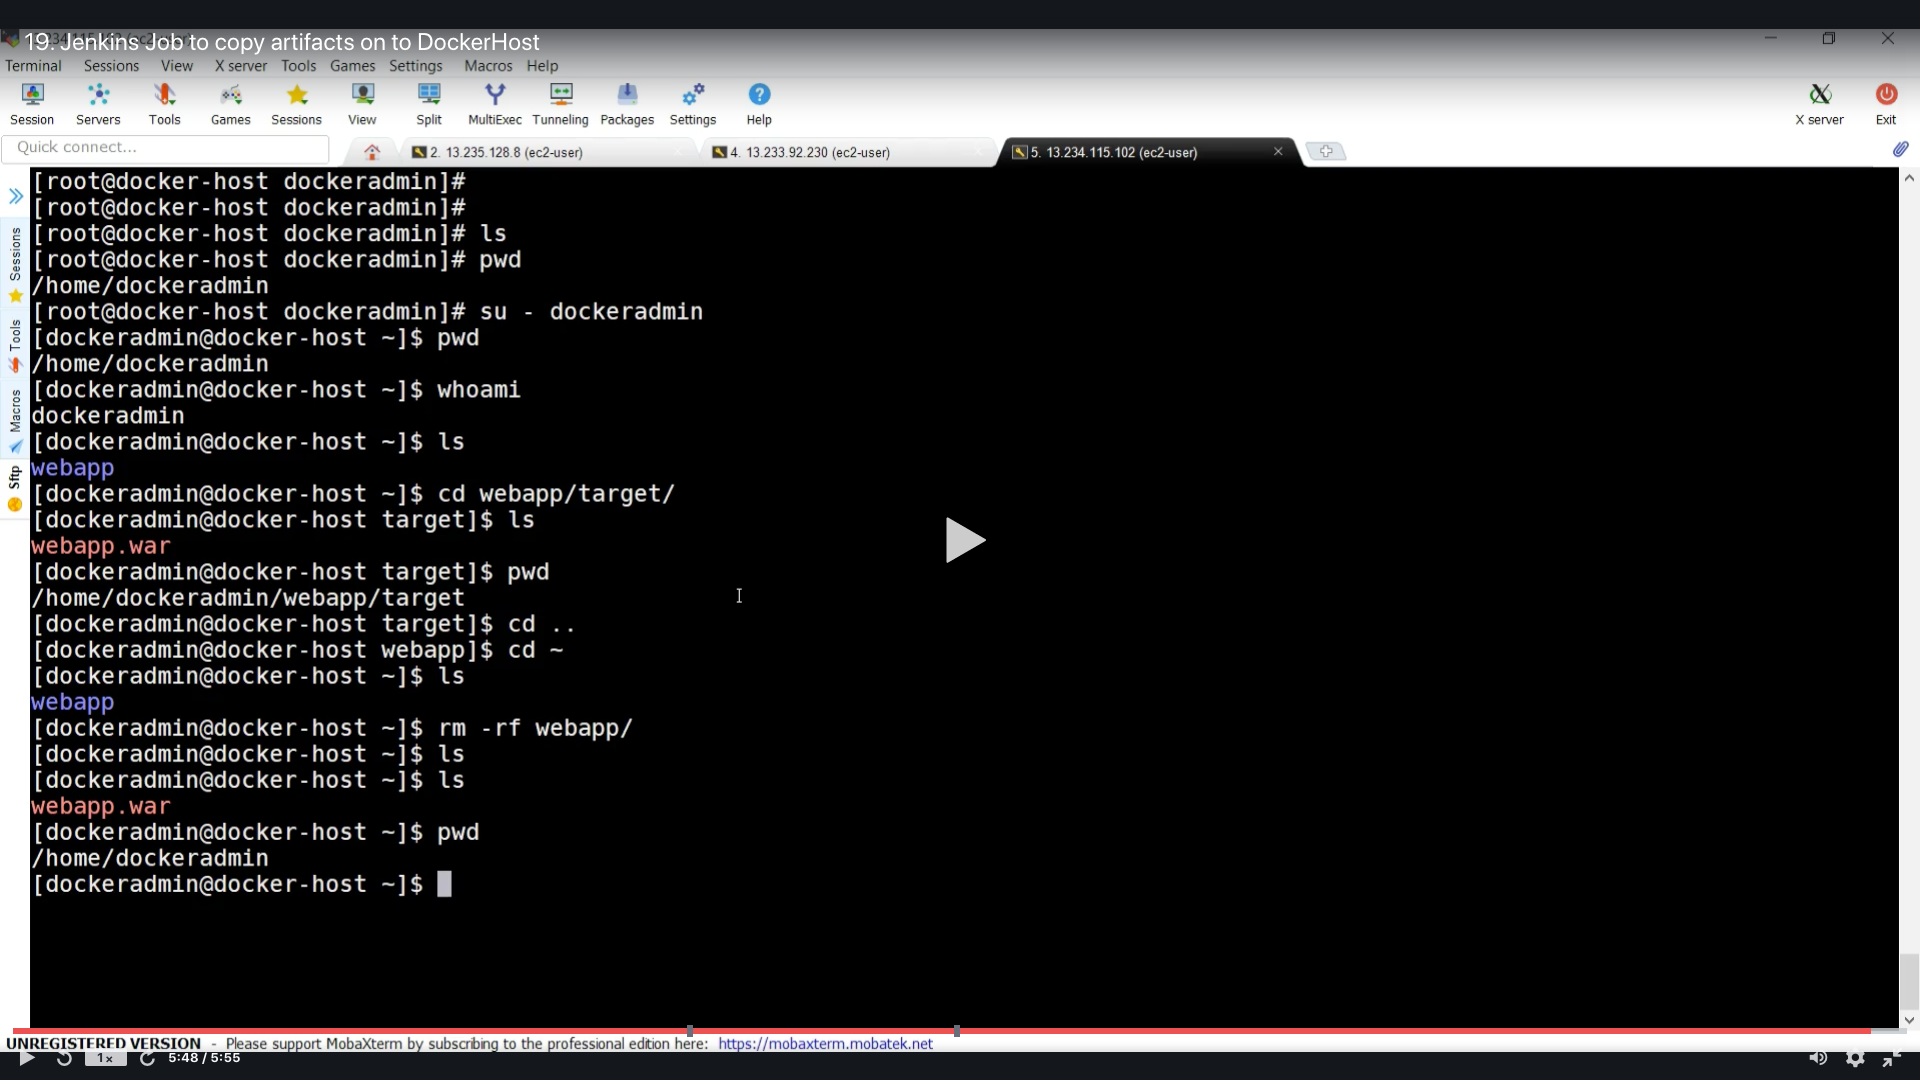 19. Jenkins Job to copy artifacts on to DockerHost
Terminal Sessions View X server Tools Games Settings Macros Help
Session Servers Tools Games Sessions View Split MultiExec Tunneling Packages Settings Help X server Exit
Quick connect...
2. 13.235.128.8 (ec2-user)
4. 13.233.92.230 (ec2-user)
5. 13.234.115.102 (ec2-user)
Sessions
Tools
Macros
Sftp
[root@docker-host dockeradmin]#
[root@docker-host dockeradmin]#
[root@docker-host dockeradmin]# ls
[root@docker-host dockeradmin]# pwd
/home/dockeradmin
[root@docker-host dockeradmin]# su - dockeradmin
[dockeradmin@docker-host ~]$ pwd
/home/dockeradmin
[dockeradmin@docker-host ~]$ whoami
dockeradmin
[dockeradmin@docker-host ~]$ ls
webapp
[dockeradmin@docker-host ~]$ cd webapp/target/
[dockeradmin@docker-host target]$ ls
webapp.war
[dockeradmin@docker-host target]$ pwd
/home/dockeradmin/webapp/target
[dockeradmin@docker-host target]$ cd ..
[dockeradmin@docker-host webapp]$ cd ~
[dockeradmin@docker-host ~]$ ls
webapp
[dockeradmin@docker-host ~]$ rm -rf webapp/
[dockeradmin@docker-host ~]$ ls
[dockeradmin@docker-host ~]$ ls
webapp.war
[dockeradmin@docker-host ~]$ pwd
/home/dockeradmin
[dockeradmin@docker-host ~]$
UNREGISTERED VERSION - Please support MobaXterm by subscribing to the professional edition here: https://mobaxterm.mobatek.net
1x 5:48 / 5:55